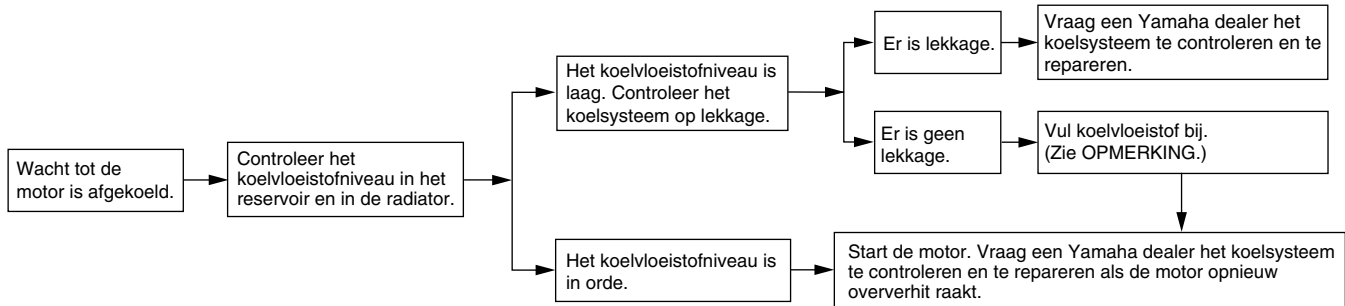 Wacht tot de
motor is afgekoeld.
Controleer het
koelvloeistofniveau in het
reservoir en in de radiator.
Het koelvloeistofniveau is
laag. Controleer het
koelsysteem op lekkage.
Er is lekkage.
Vraag een Yamaha dealer het
koelsysteem te controleren en te
repareren.
Er is geen
lekkage.
Vul koelvloeistof bij.
(Zie OPMERKING.)
Het koelvloeistofniveau is
in orde.
Start de motor. Vraag een Yamaha dealer het koelsysteem
te controleren en te repareren als de motor opnieuw
oververhit raakt.